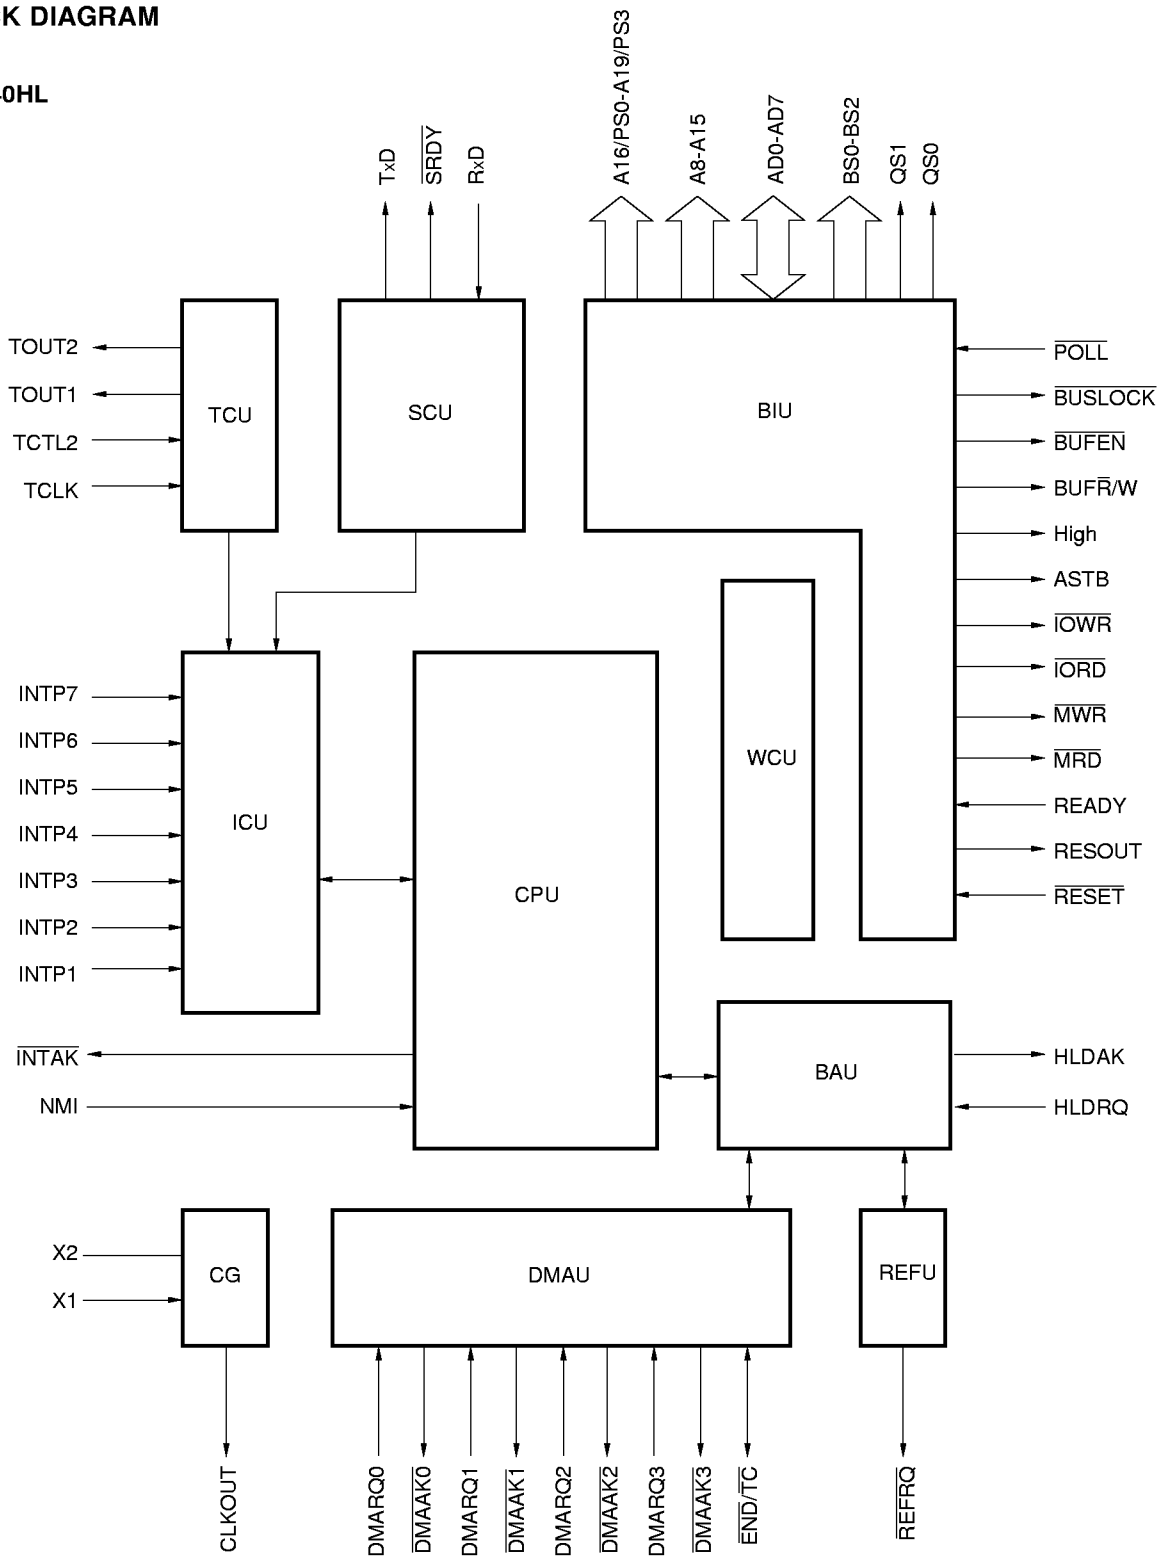 CK DIAGRAM
40HL
A16/PS0-A19/PS3
A8-A15
AD0-AD7
BS0-BS2
QS1
QS0
TxD
SRDY
RxD
TOUT2
TOUT1
TCTL2
TCLK
TCU
SCU
BIU
POLL
BUSLOCK
BUFEN
BUFR/W
High
ASTB
IOWR
IORD
MWR
MRD
READY
RESOUT
RESET
INTP7
INTP6
INTP5
INTP4
INTP3
INTP2
INTP1
ICU
CPU
WCU
INTAK
NMI
BAU
HLDAK
HLDRQ
X2
X1
CG
DMAU
REFU
CLKOUT
DMARQ0
DMAAK0
DMARQ1
DMAAK1
DMARQ2
DMAAK2
DMARQ3
DMAAK3
END/TC
REFRQ